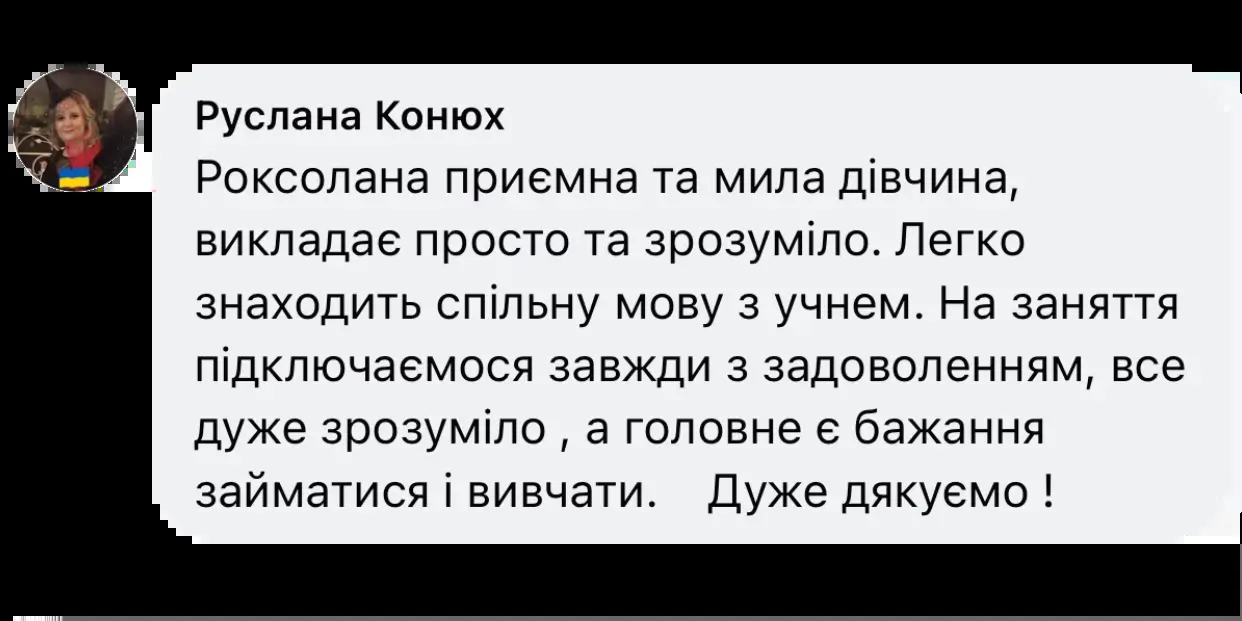 Руслана Конюх
Роксолана приємна та мила дівчина,
викладає просто та зрозуміло. Легко
знаходить спільну мову з учнем. На заняття
підключаємося завжди з задоволенням, все
дуже зрозуміло , а головне є бажання
займатися і вивчати. Дуже дякуємо !